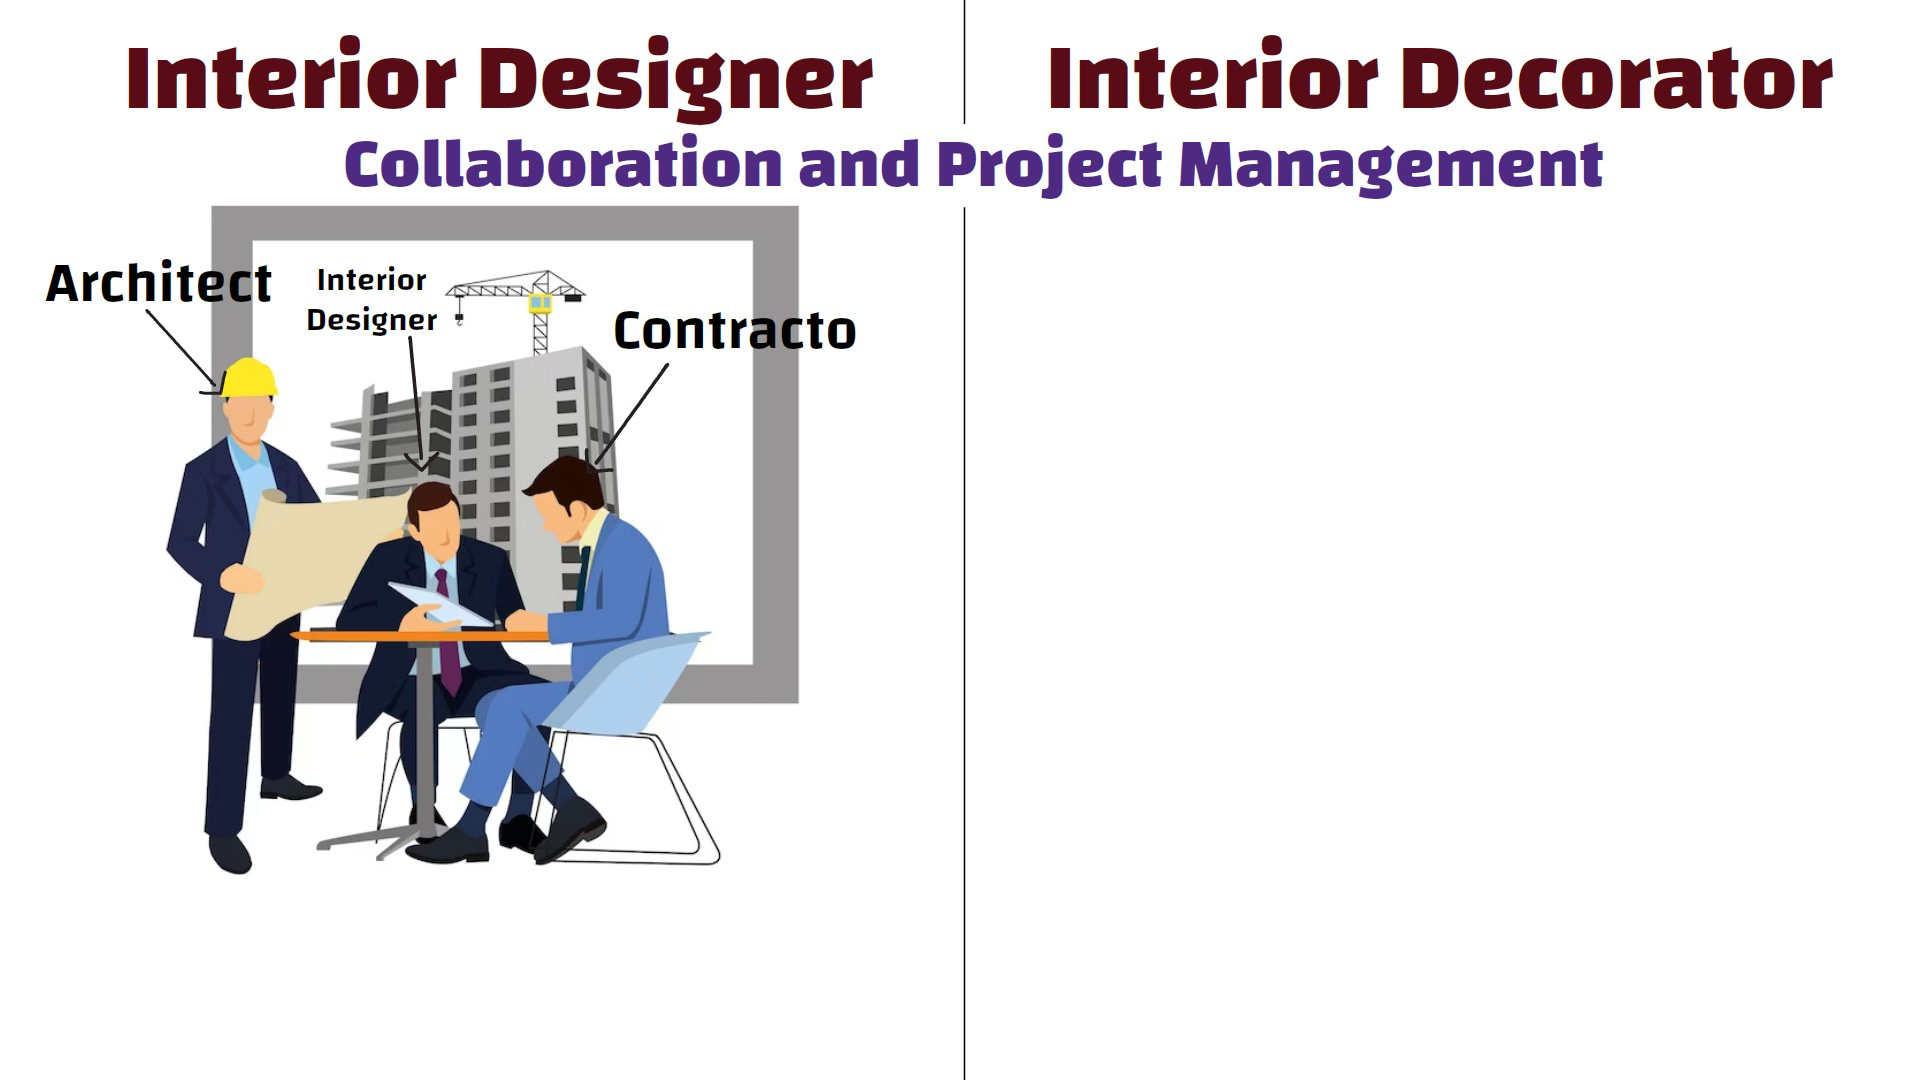 Interior Designer
Interior Decorator
Collaboration and Project Management
Architect
Interior
Designer
Contracto